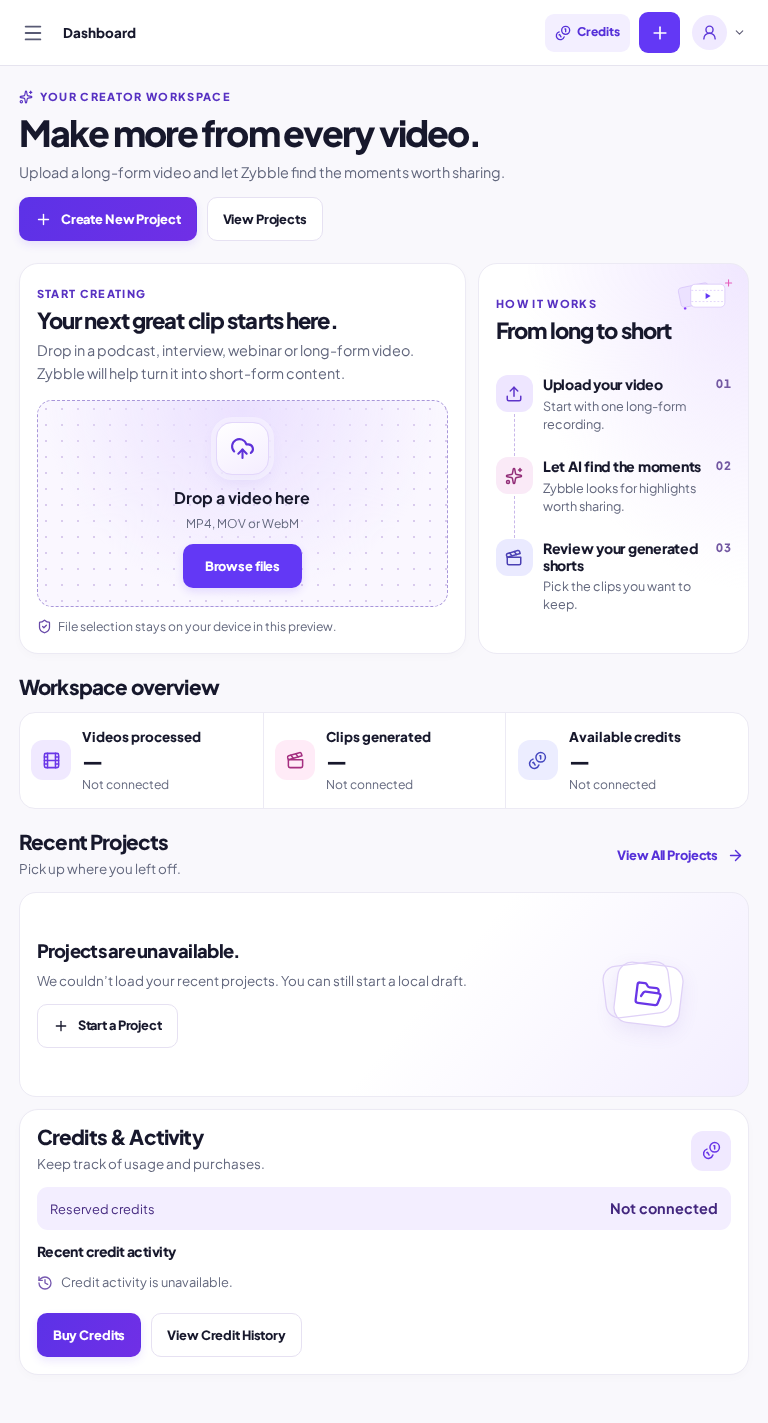 Dashboard
Credits
YOUR CREATOR WORKSPACE
Make more from every video.
Upload a long-form video and let Zybble find the moments worth sharing.
Create New Project
View Projects
START CREATING
Your next great clip starts here.
Drop in a podcast, interview, webinar or long-form video.
Zybble will help turn it into short-form content.
Drop a video here
MP4, MOV or WebM
Browse files
File selection stays on your device in this preview.
HOW IT WORKS
From long to short
Upload your video
01
Start with one long-form
recording.
Let AI find the moments
02
Zybble looks for highlights
worth sharing.
Review your generated
shorts
03
Pick the clips you want to
keep.
Workspace overview
Videos processed
—
Not connected
Clips generated
—
Not connected
Available credits
—
Not connected
Recent Projects
Pick up where you left off.
View All Projects
Projects are unavailable.
We couldn't load your recent projects. You can still start a local draft.
Start a Project
Credits & Activity
Keep track of usage and purchases.
Reserved credits
Not connected
Recent credit activity
Credit activity is unavailable.
Buy Credits
View Credit History